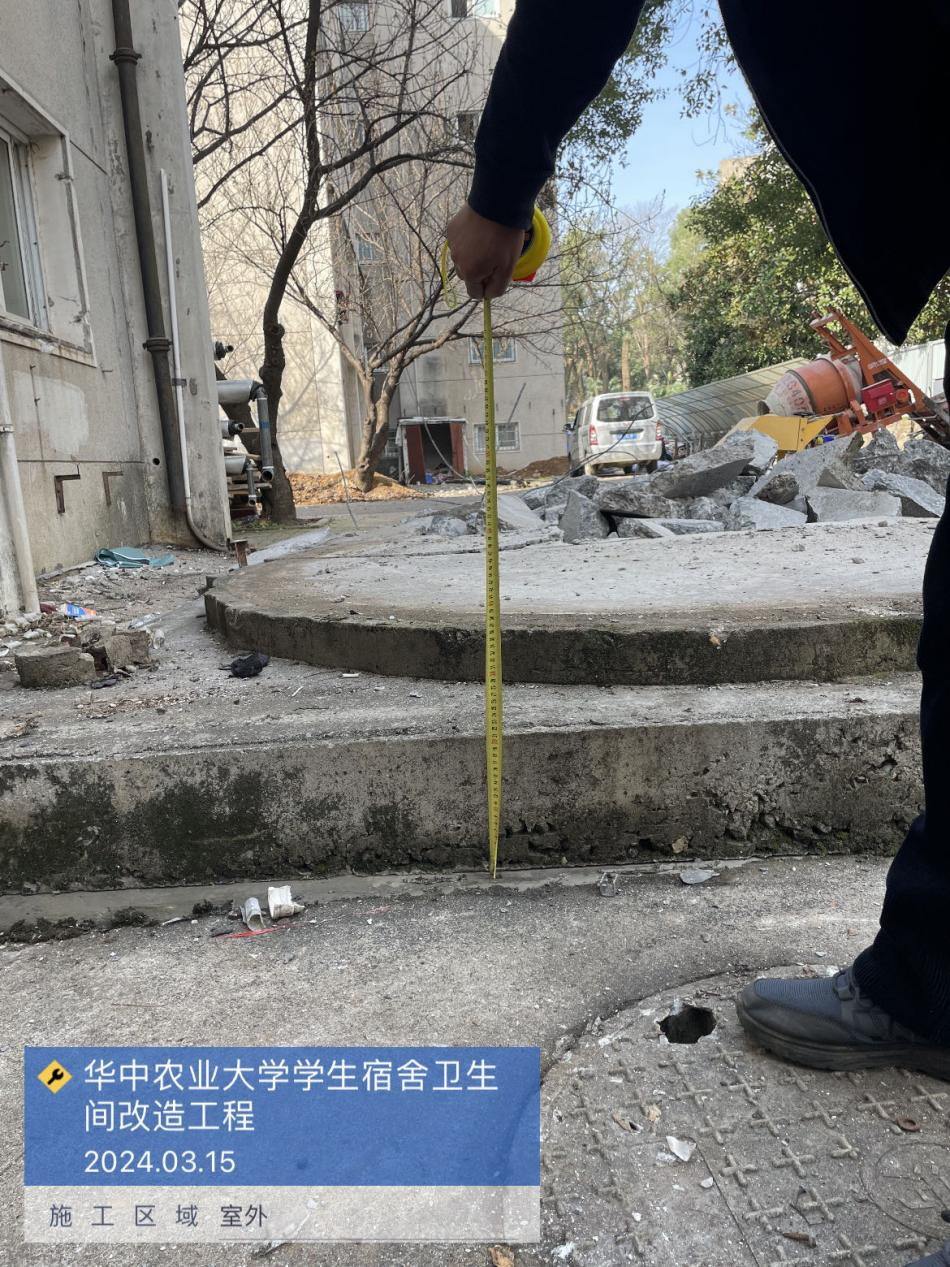 华中农业大学学生宿舍卫生
间改造工程
2024.03.15
施 工 区 域 室外